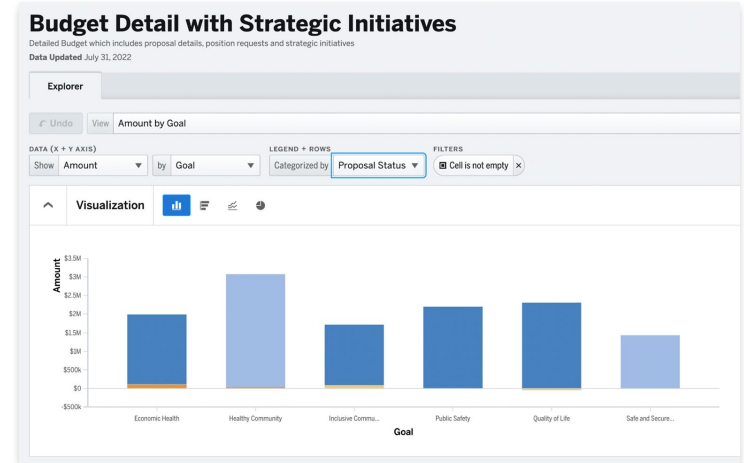 Budget Detail with Strategic Initiatives
Detailed Budget which includes proposal details, position requests and strategic initiatives
Data Updated July 31, 2022
Explorer
Undo View Amount by Goal
DATA (X + Y AXIS) LEGEND + ROWS FILTERS
Show Amount by Goal Categorized by Proposal Status Cell is not empty ×
Visualization
Amount
$3.5M
$3M
$2.5M
$2M
$1.5M
$1M
$500k
$0
-$500k
Economic Health Healthy Community Inclusive Commu... Public Safety Quality of Life Safe and Secure...
Goal